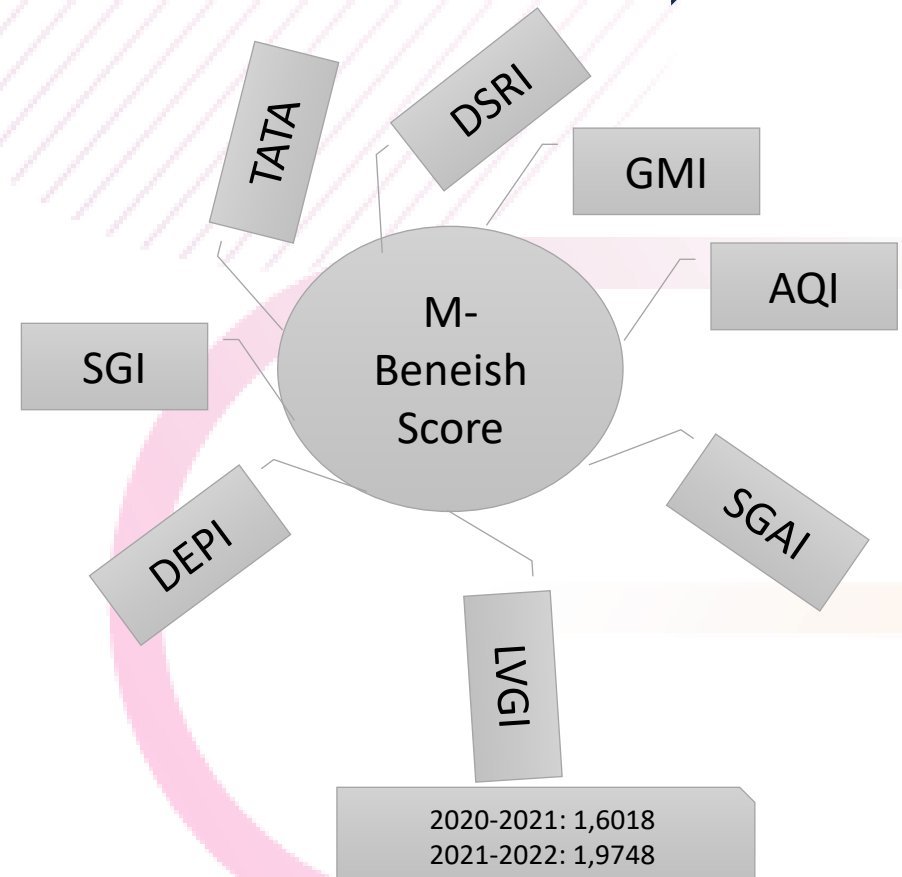 TATA
DSRI
GMI
AQI
M-
Beneish
Score
SGI
SGAI
DEPI
LVGI
2020-2021: 1,6018
2021-2022: 1,9748